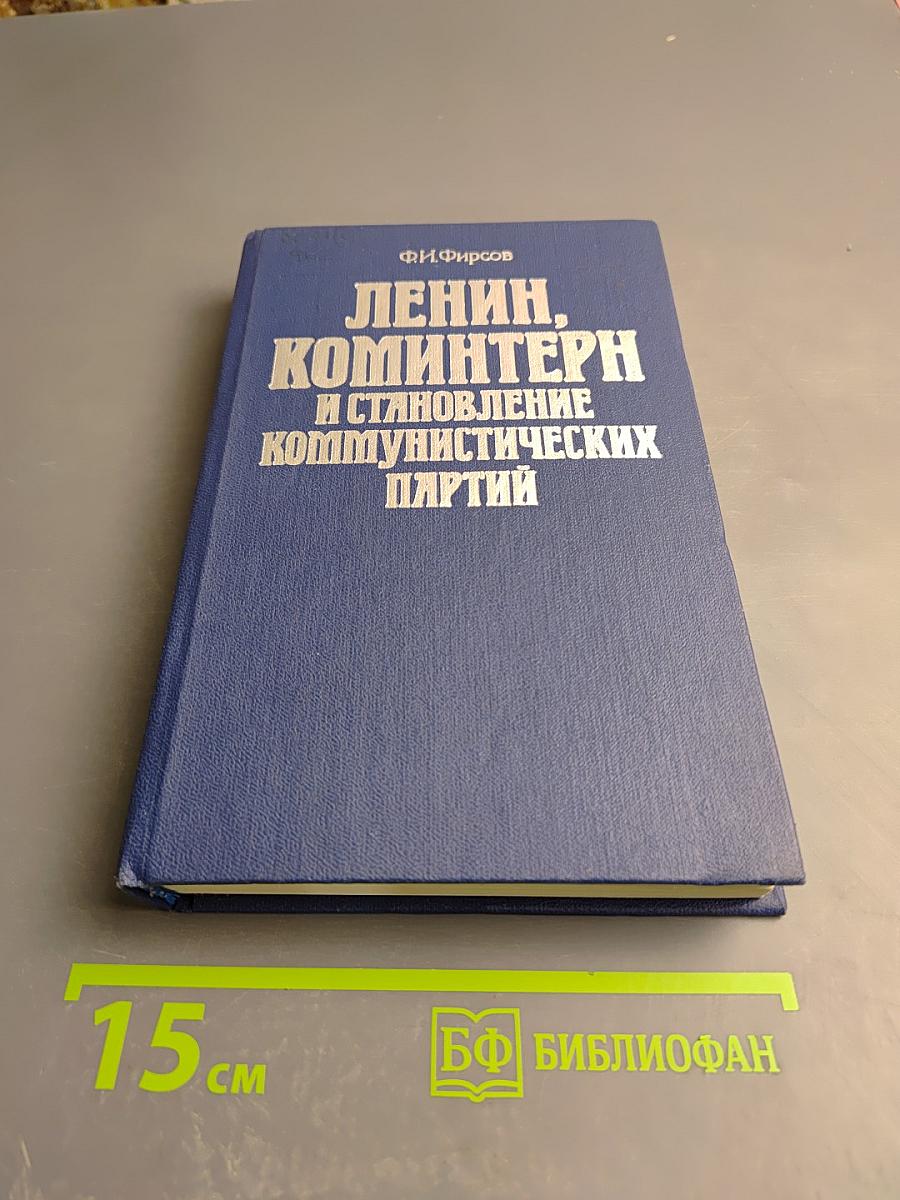 Ф.И.Фирсов
ЛЕНИН,
КОМИНТЕРН
И СТАНОВЛЕНИЕ
КОММУНИСТИЧЕСКИХ
ПАРТИЙ
15 см
БФ БИБЛИОФАН